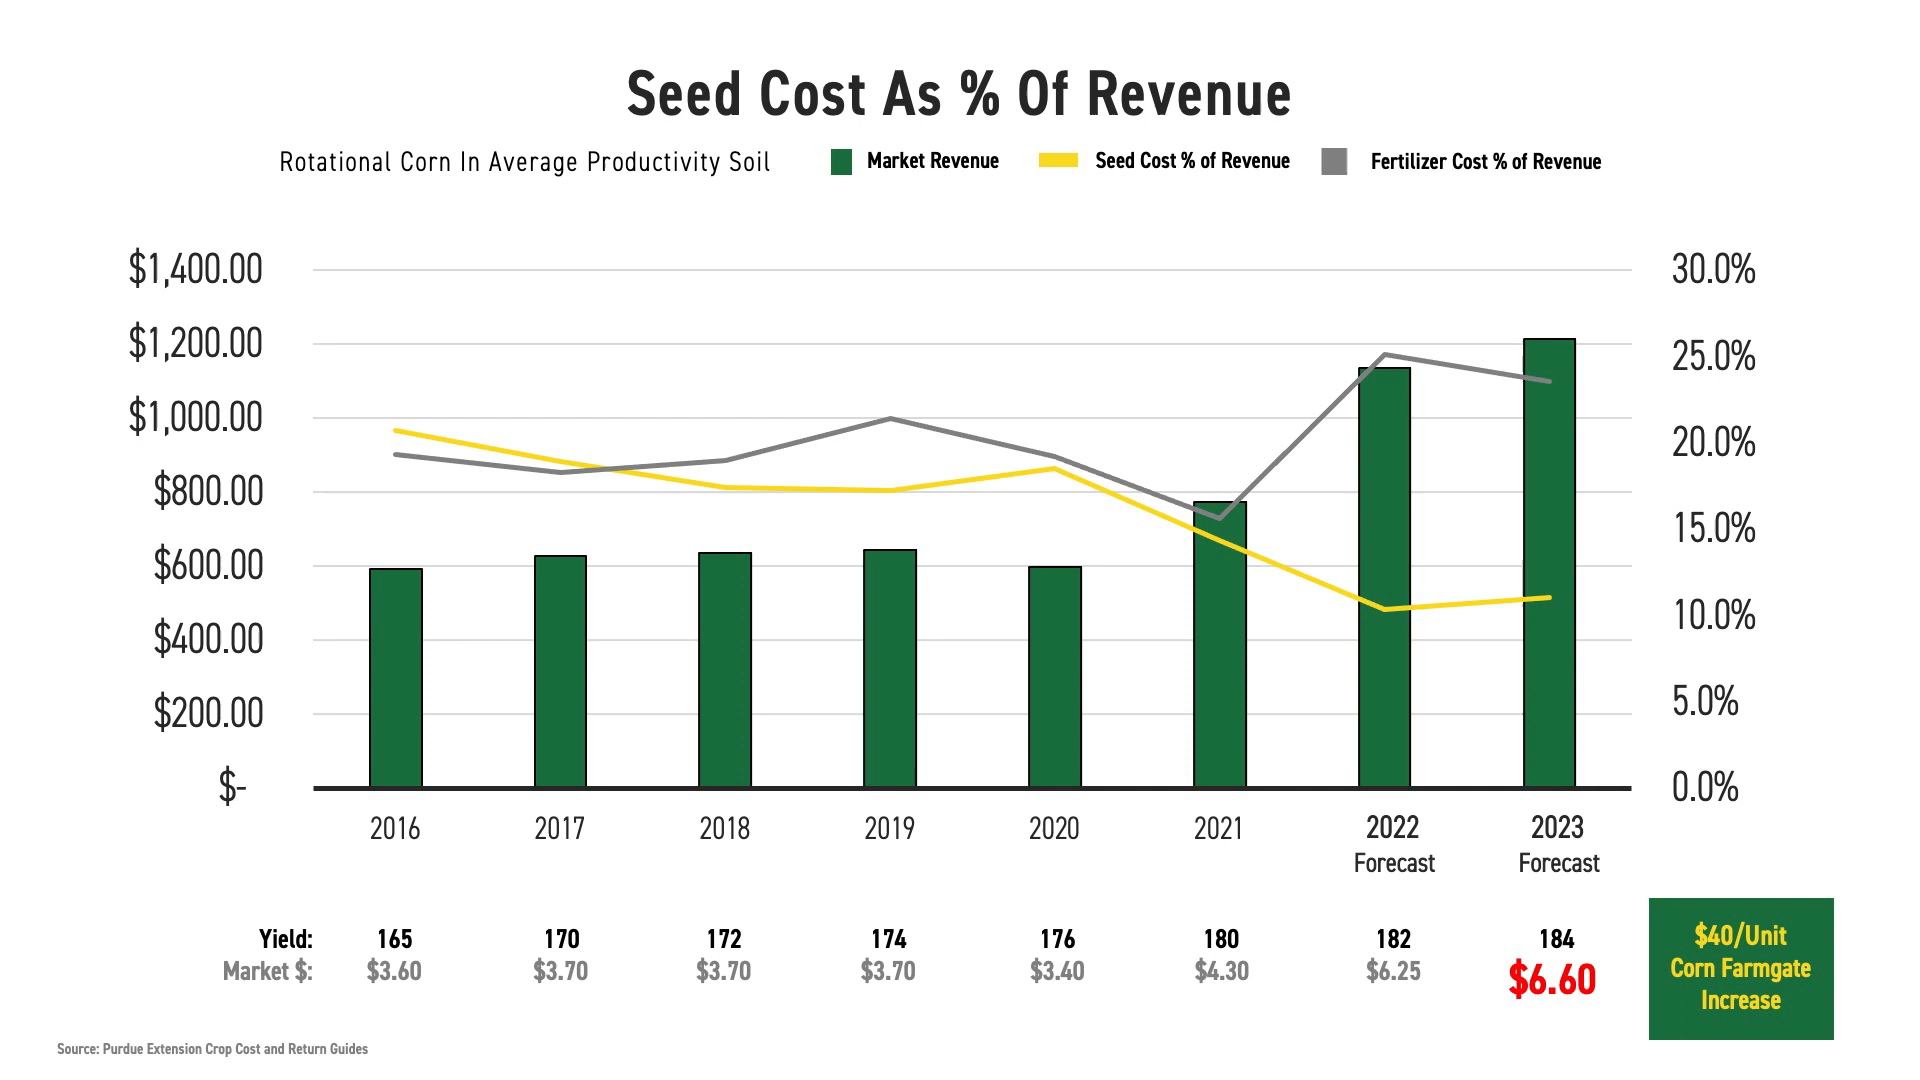 Seed Cost As % Of Revenue
Rotational Corn In Average Productivity Soil
Market Revenue
Seed Cost % of Revenue
Fertilizer Cost % of Revenue
$1,400.00
$1,200.00
$1,000.00
$800.00
$600.00
$400.00
$200.00
$-
30.0%
25.0%
20.0%
15.0%
10.0%
5.0%
0.0%
2016 2017 2018 2019 2020 2021 2022 2023
Forecast Forecast
Yield: 165 170 172 174 176 180 182 184
Market $: $3.60 $3.70 $3.70 $3.70 $3.40 $4.30 $6.25 $6.60
$40/Unit
Corn Farmgate
Increase
Source: Purdue Extension Crop Cost and Return Guides